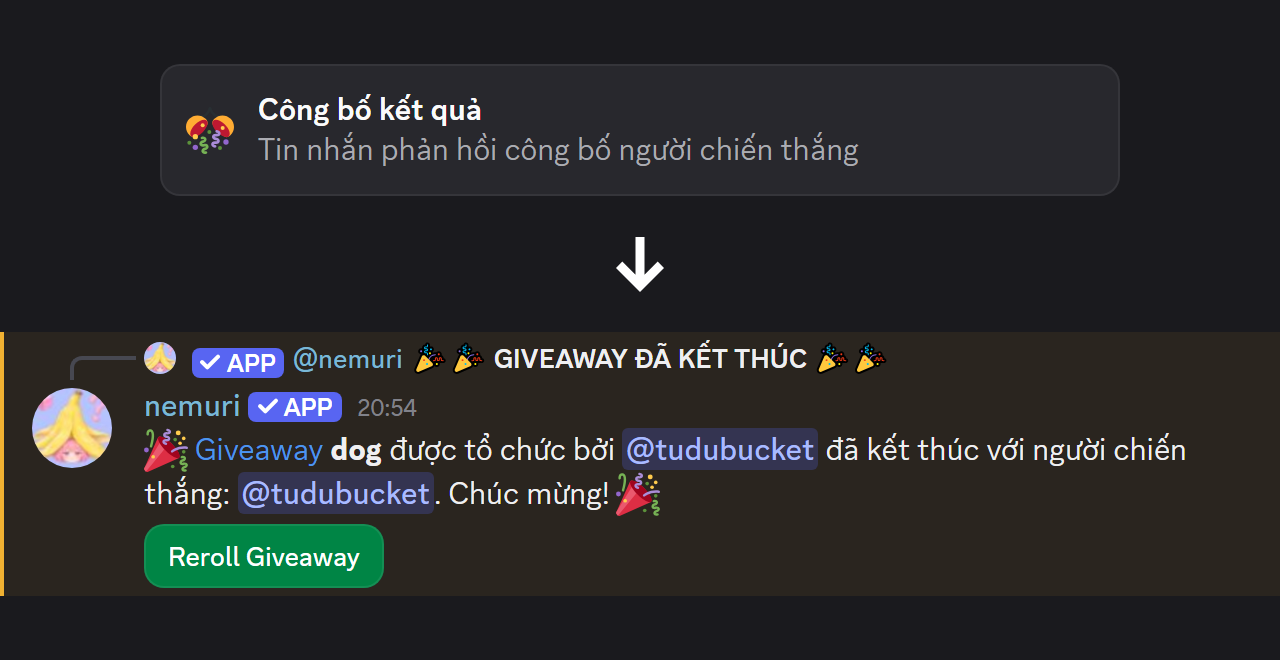 Công bố kết quả
Tin nhắn phản hồi công bố người chiến thắng
APP @nemuri GIVEAWAY ĐÃ KẾT THÚC
nemuri APP 20:54
Giveaway dog được tổ chức bởi @tudubucket đã kết thúc với người chiến
thắng: @tudubucket. Chúc mừng!
Reroll Giveaway